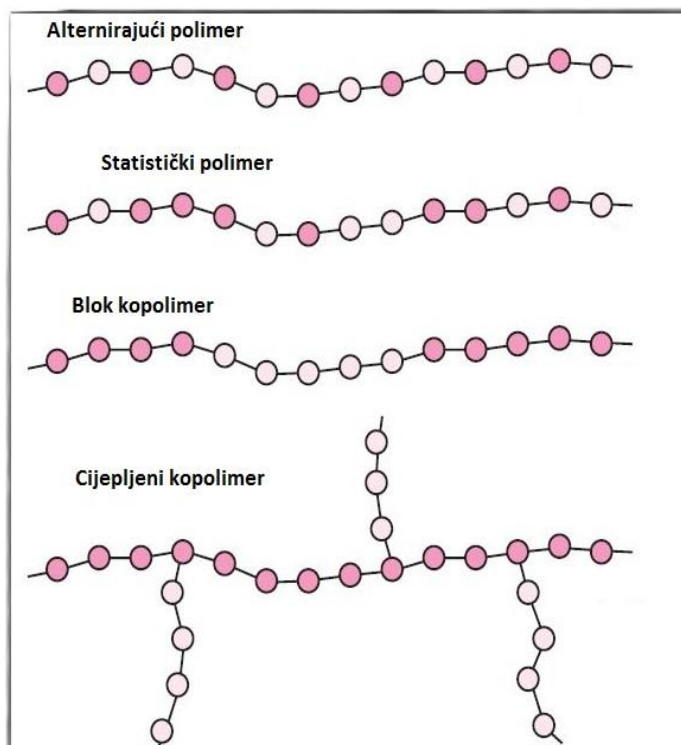 Alternirajući polimer
Statistički polimer
Blok kopolimer
Cijepljeni kopolimer